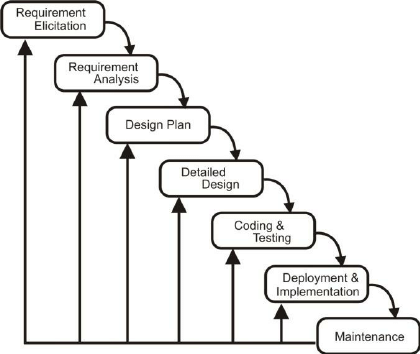 Requirement
Elicitation
Requirement
Analysis
Design Plan
Detailed
Design
Coding &
Testing
Deployment &
Implementation
Maintenance